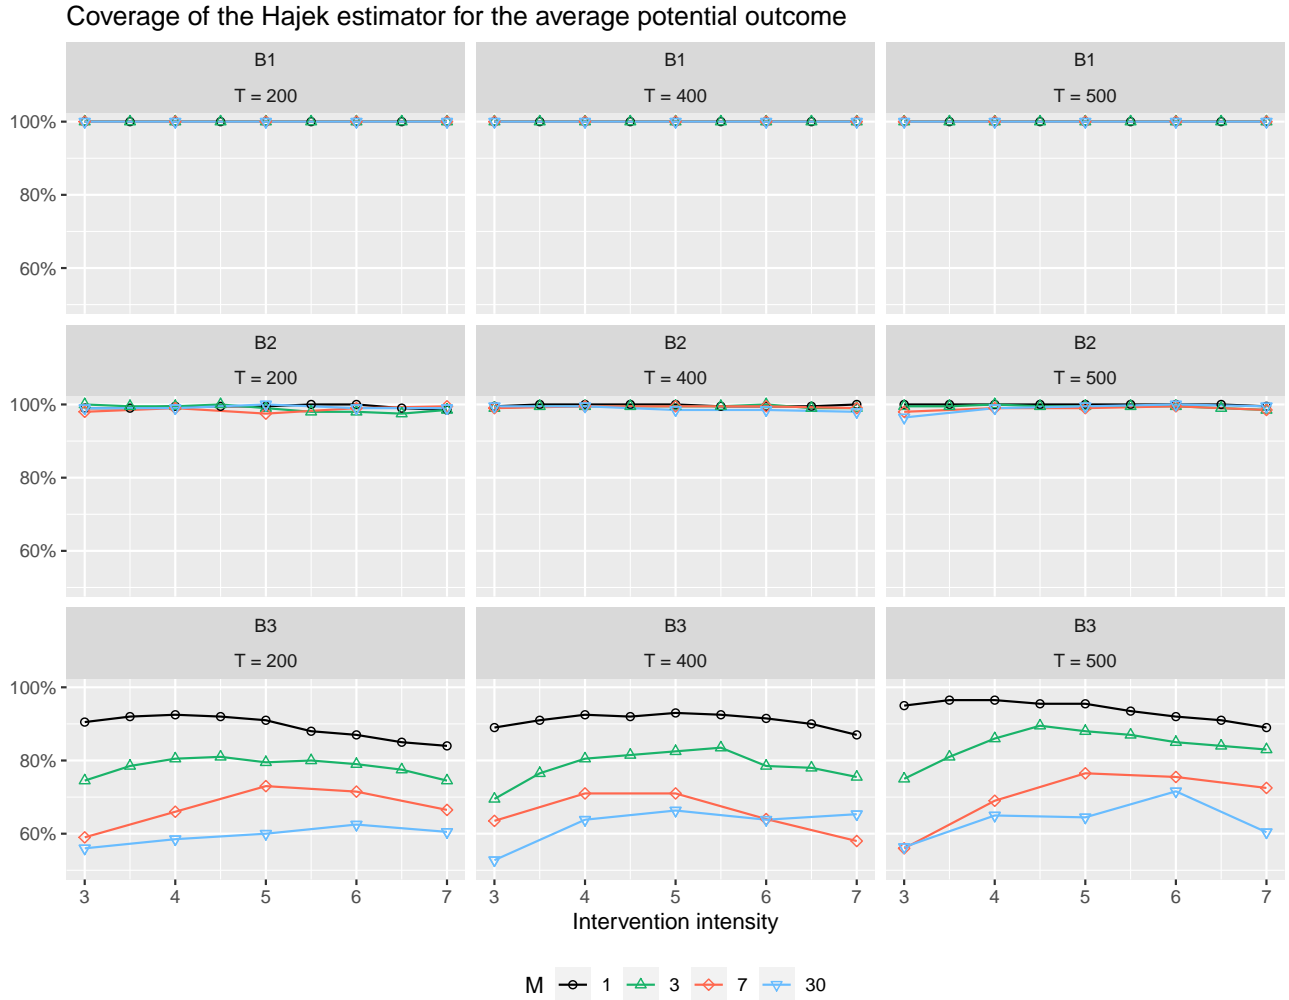 Coverage of the Hajek estimator for the average potential outcome
B1 B1 B1
T = 200 T = 400 T = 500
100%
80%
60%
B2 B2 B2
T = 200 T = 400 T = 500
100%
80%
60%
B3 B3 B3
T = 200 T = 400 T = 500
100%
80%
60%
3 4 5 6 7 3 4 5 6 7 3 4 5 6 7
Intervention intensity
M 1 3 7 30